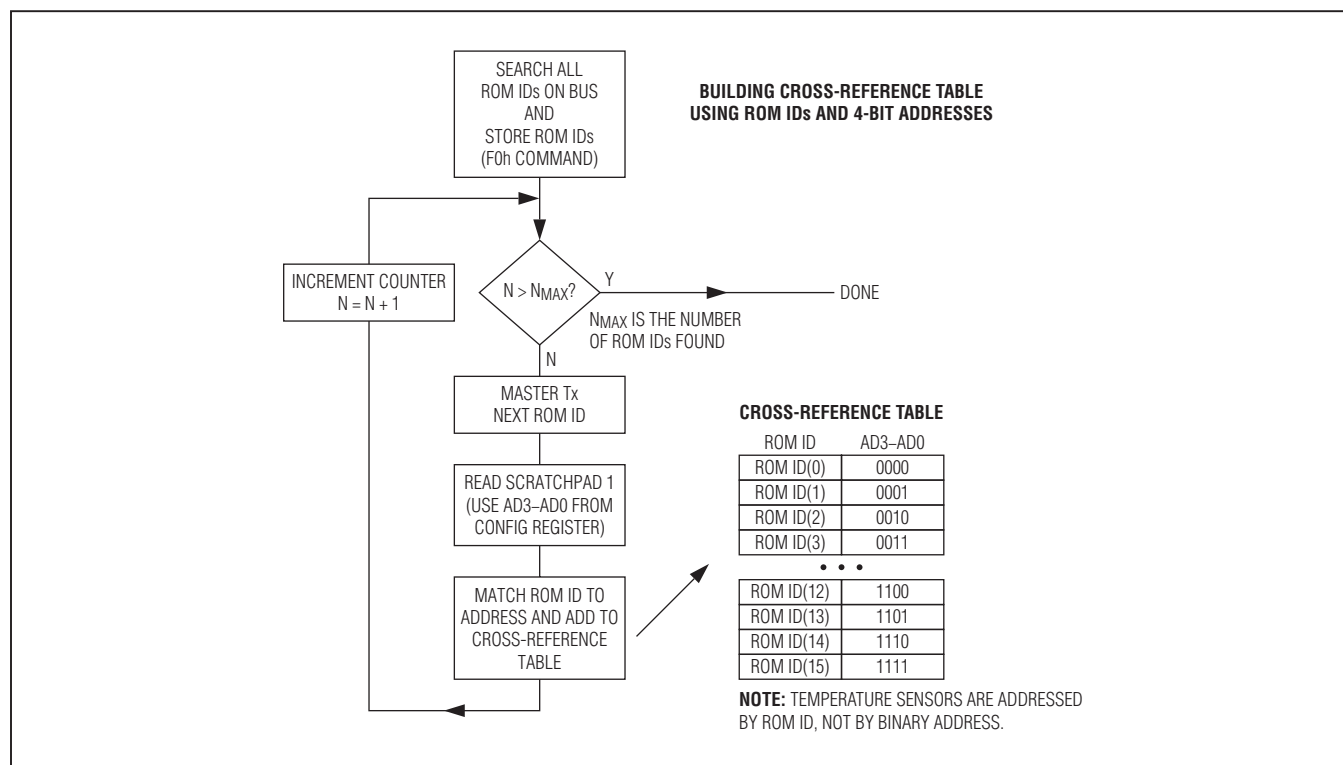 SEARCH ALL
ROM IDs ON BUS
AND
STORE ROM IDs
(F0h COMMAND)
BUILDING CROSS-REFERENCE TABLE
USING ROM IDs AND 4-BIT ADDRESSES
INCREMENT COUNTER
N = N + 1
N > NMAX?
Y
DONE
NMAX IS THE NUMBER
OF ROM IDs FOUND
N
MASTER Tx
NEXT ROM ID
READ SCRATCHPAD 1
(USE AD3–AD0 FROM
CONFIG REGISTER)
MATCH ROM ID TO
ADDRESS AND ADD TO
CROSS-REFERENCE
TABLE
CROSS-REFERENCE TABLE
ROM ID AD3–AD0
ROM ID(0) 0000
ROM ID(1) 0001
ROM ID(2) 0010
ROM ID(3) 0011
• • •
ROM ID(12) 1100
ROM ID(13) 1101
ROM ID(14) 1110
ROM ID(15) 1111
NOTE: TEMPERATURE SENSORS ARE ADDRESSED
BY ROM ID, NOT BY BINARY ADDRESS.